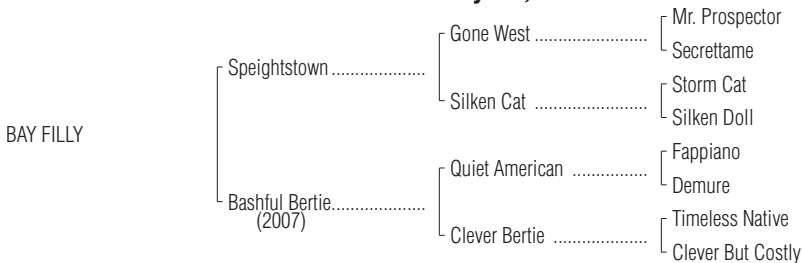 Mr. Prospector
Gone West ........................
Secrettame
Speightstown .....................
Storm Cat
Silken Cat ........................
Silken Doll
BAY FILLY
Fappiano
Quiet American ................
Demure
Bashful Bertie.....................
(2007)
Timeless Native
Clever Bertie ....................
Clever But Costly